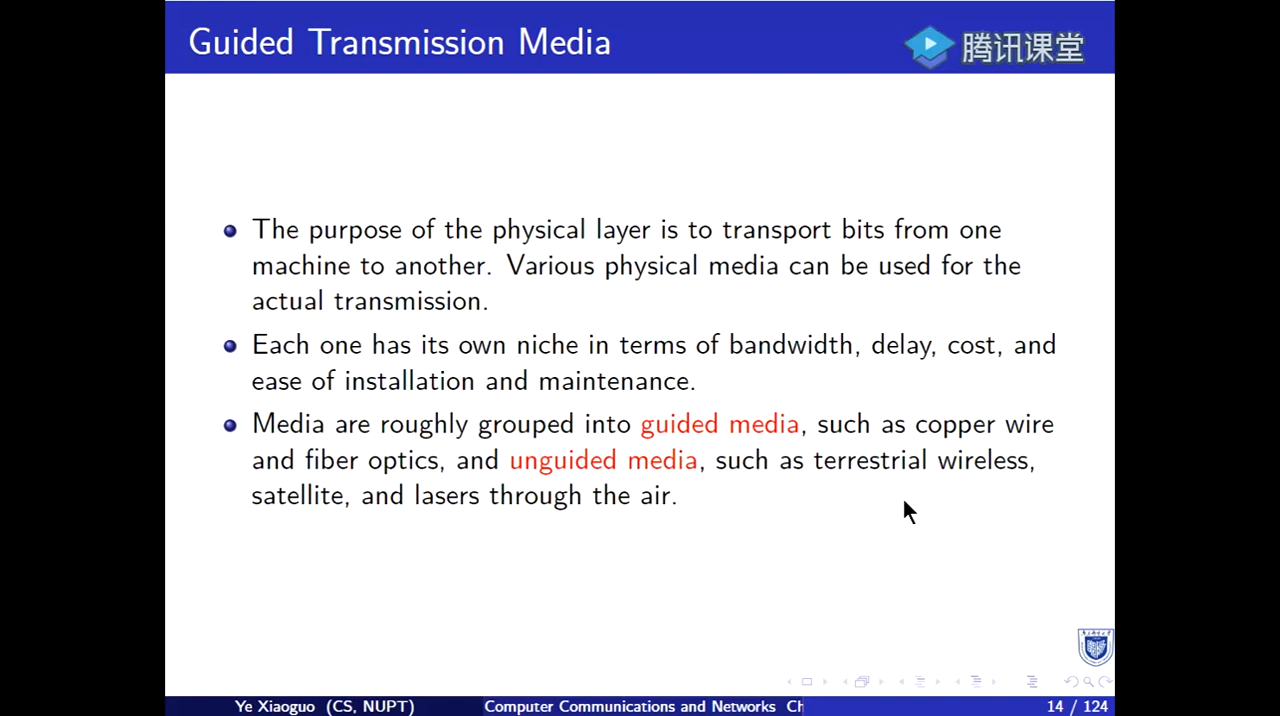 Guided Transmission Media
腾讯课堂
The purpose of the physical layer is to transport bits from one
machine to another. Various physical media can be used for the
actual transmission.
Each one has its own niche in terms of bandwidth, delay, cost, and
ease of installation and maintenance.
Media are roughly grouped into guided media, such as copper wire
and fiber optics, and unguided media, such as terrestrial wireless,
satellite, and lasers through the air.
Ye Xiaoguo (CS, NUPT)
Computer Communications and Networks Ch
14 / 124